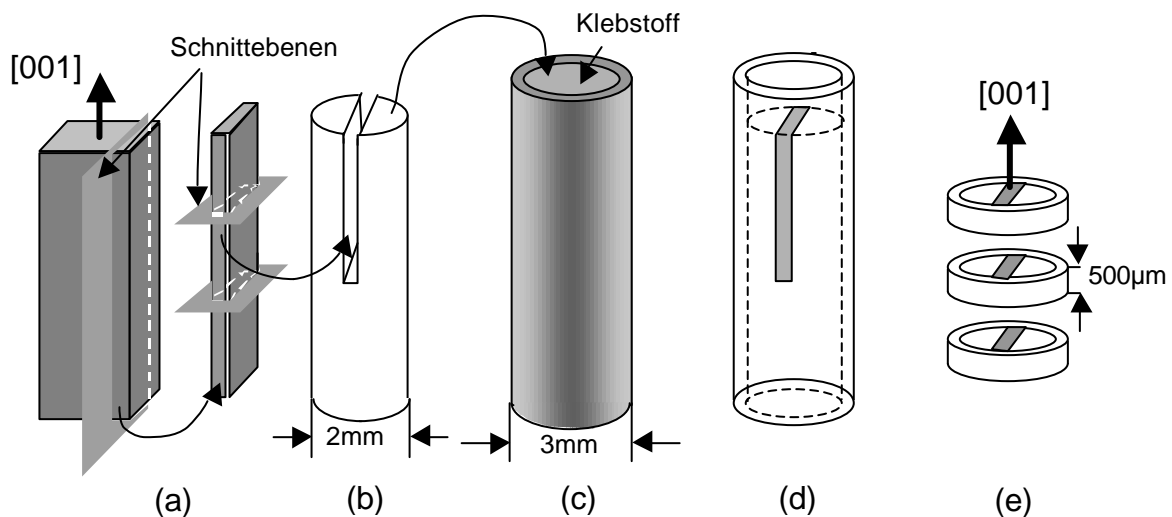 Schnittebenen
Klebstoff
[001]
[001]
500µm
2mm
3mm
(a)
(b)
(c)
(d)
(e)